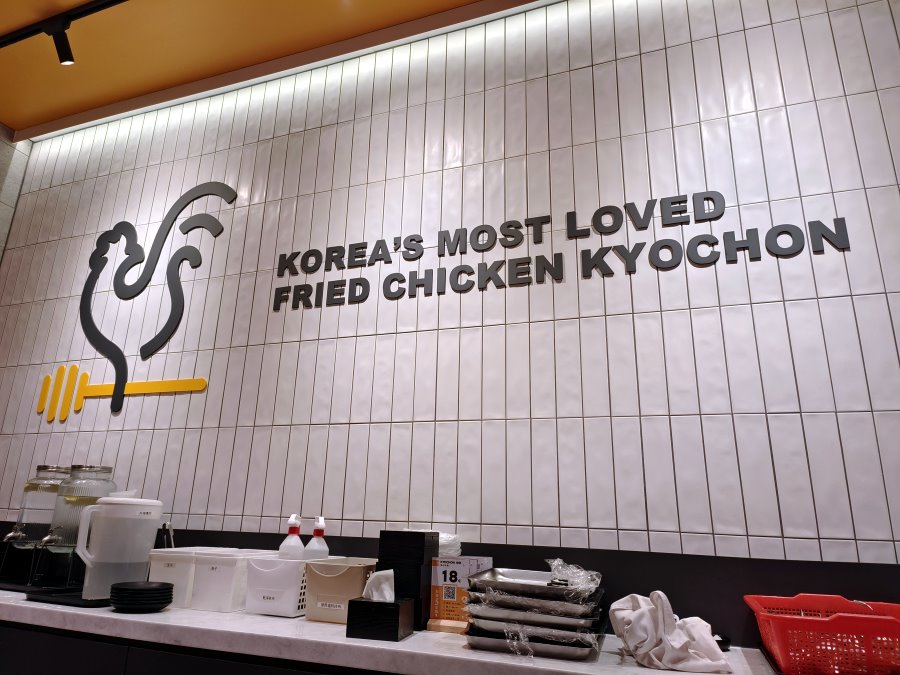 KOREA'S MOST LOVED
FRIED CHICKEN KYOCHON
18